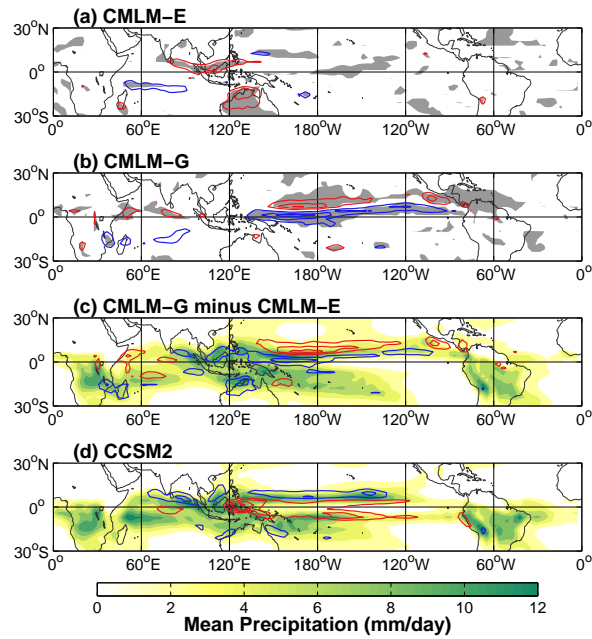 (a) CMLM−E
30°N
0°
30°S
0° 60°E 120°E 180°W 120°W 60°W 0°
(b) CMLM−G
30°N
0°
30°S
0° 60°E 120°E 180°W 120°W 60°W 0°
(c) CMLM−G minus CMLM−E
30°N
0°
30°S
0° 60°E 120°E 180°W 120°W 60°W 0°
(d) CCSM2
30°N
0°
30°S
0° 60°E 120°E 180°W 120°W 60°W 0°
0 2 4 6 8 10 12
Mean Precipitation (mm/day)